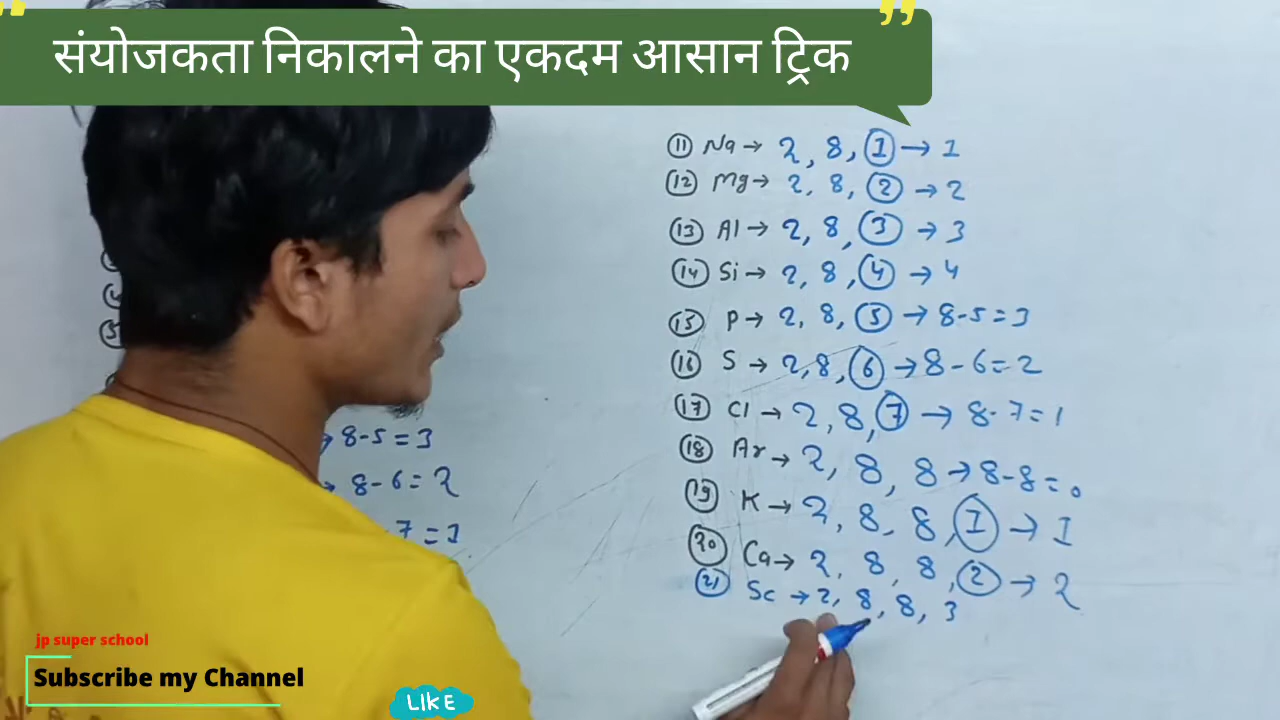 संयोजकता निकालने का एकदम आसान ट्रिक
11 Na → 2, 8, 1 → 1
12 Mg → 2, 8, 2 → 2
13 Al → 2, 8, 3 → 3
14 Si → 2, 8, 4 → 4
15 P → 2, 8, 5 → 8-5=3
16 S → 2, 8, 6 → 8-6=2
17 Cl → 2, 8, 7 → 8-7=1
18 Ar → 2, 8, 8 → 8-8=0
19 K → 2, 8, 8, 1 → 1
20 Ca → 2, 8, 8, 2 → 2
21 Sc → 2, 8, 8, 3
→ 8-5=3
→ 8-6=2
7=1
jp super school
Subscribe my Channel
LIKE